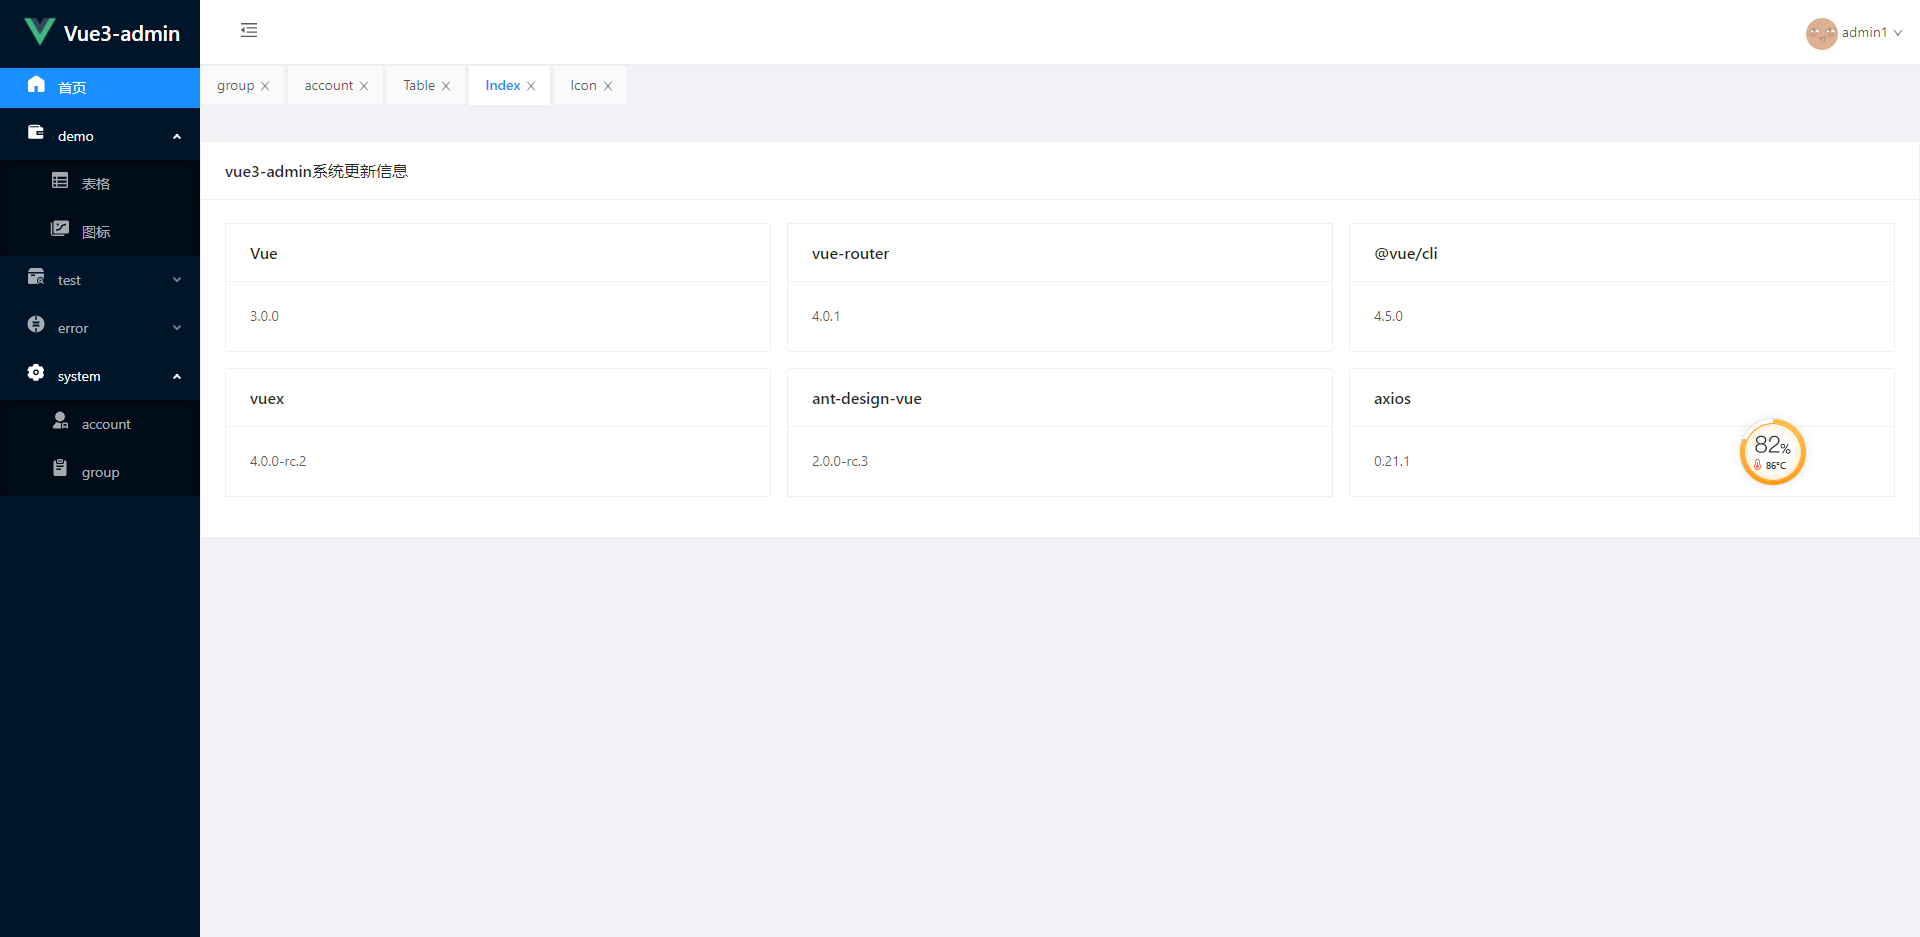 Vue3-admin
首页
demo
表格
图标
test
error
system
account
group
admin1
group
account
Table
Index
Icon
vue3-admin系统更新信息
Vue
3.0.0
vue-router
4.0.1
@vue/cli
4.5.0
vuex
4.0.0-rc.2
ant-design-vue
2.0.0-rc.3
axios
0.21.1
82%
86°C